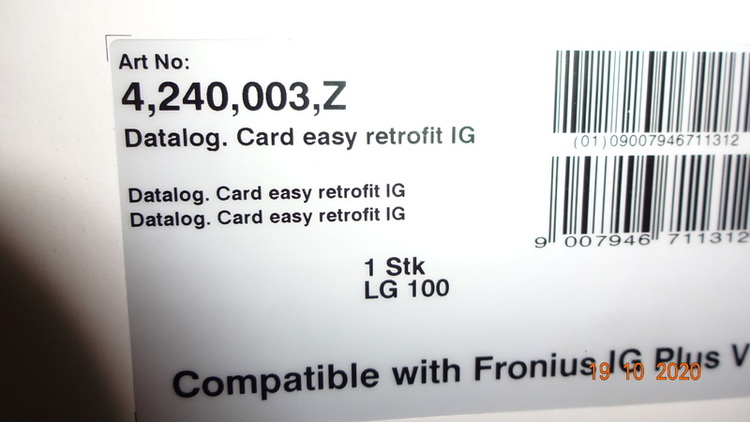 Art No:
4,240,003,Z
Datalog. Card easy retrofit IG
(01)09007946711312
Datalog. Card easy retrofit IG
Datalog. Card easy retrofit IG
9 007946 711312
1 Stk
LG 100
Compatible with Fronius IG Plus V
19 10 2020